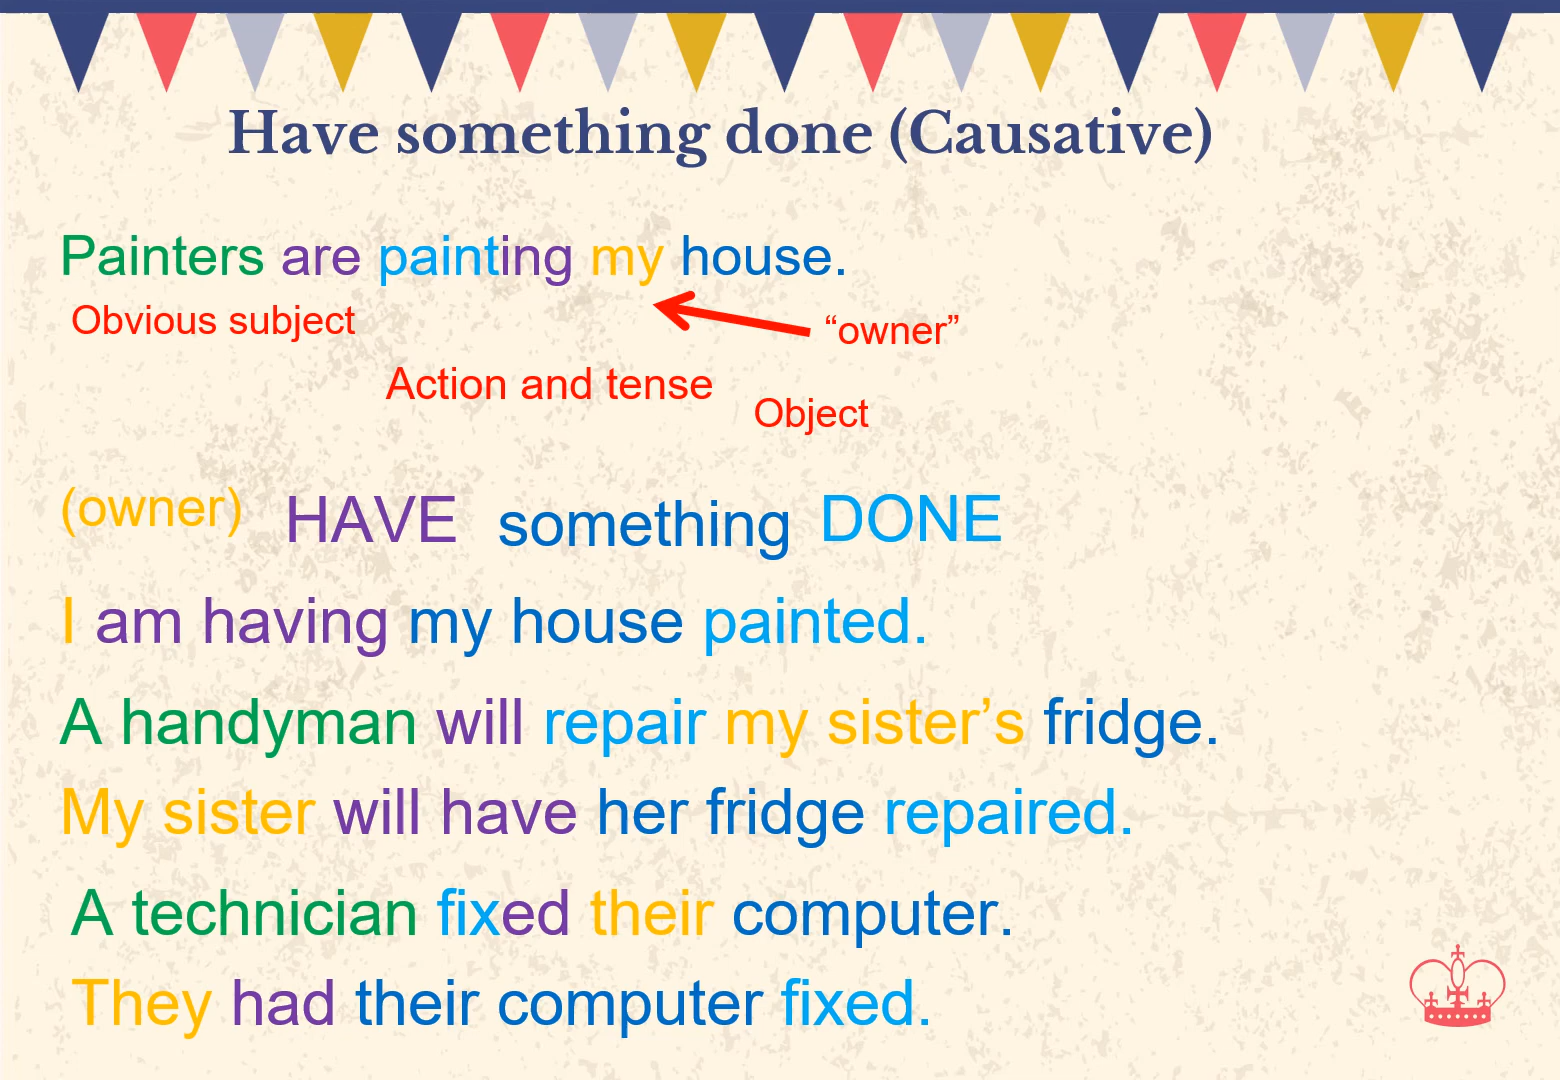 Have something done (Causative)
Painters are painting my house.
Obvious subject
“owner”
Action and tense
Object
(owner) HAVE something DONE
I am having my house painted.
A handyman will repair my sister’s fridge.
My sister will have her fridge repaired.
A technician fixed their computer.
They had their computer fixed.